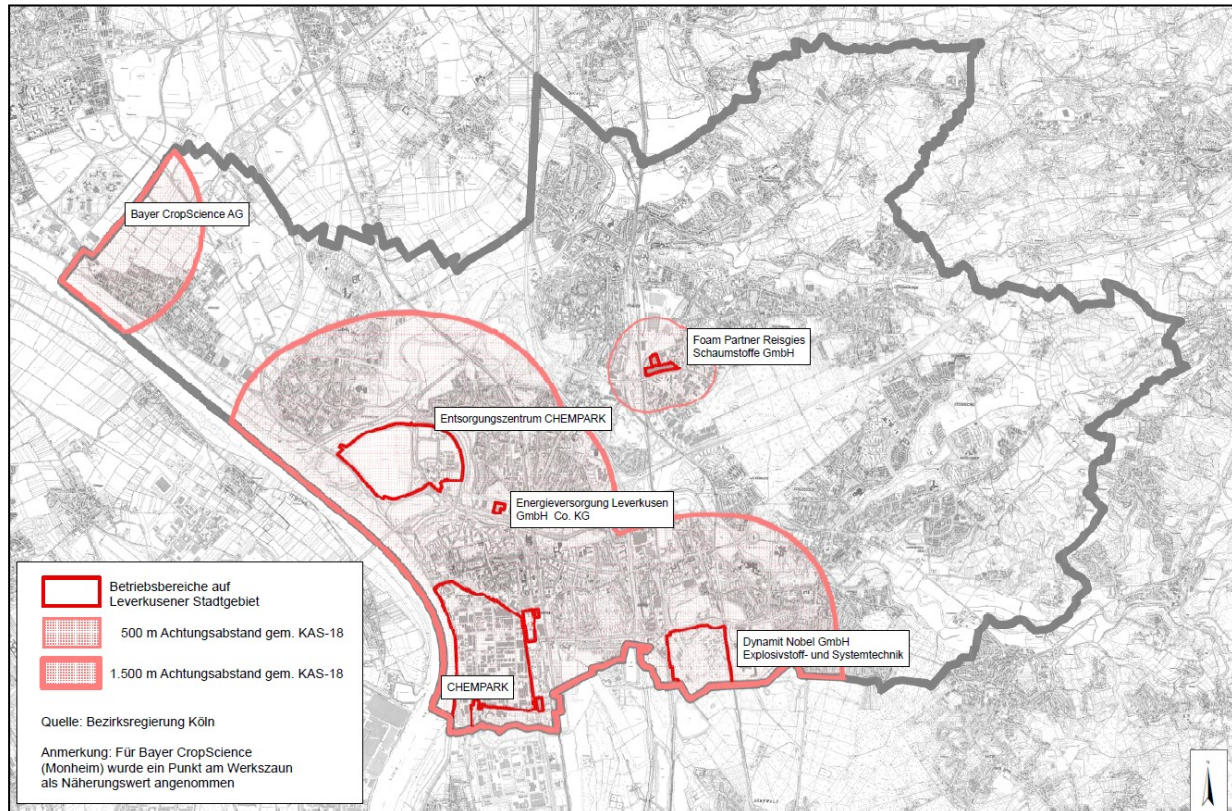 Bayer CropScience AG
Foam Partner Reisgies
Schaumstoffe GmbH
Entsorgungszentrum CHEMPARK
Energieversorgung Leverkusen
GmbH Co. KG
Dynamit Nobel GmbH
Explosivstoff- und Systemtechnik
CHEMPARK
Betriebsbereiche auf
Leverkusener Stadtgebiet
500 m Achtungsabstand gem. KAS-18
1.500 m Achtungsabstand gem. KAS-18
Quelle: Bezirksregierung Köln
Anmerkung: Für Bayer CropScience
(Monheim) wurde ein Punkt am Werkszaun
als Näherungswert angenommen